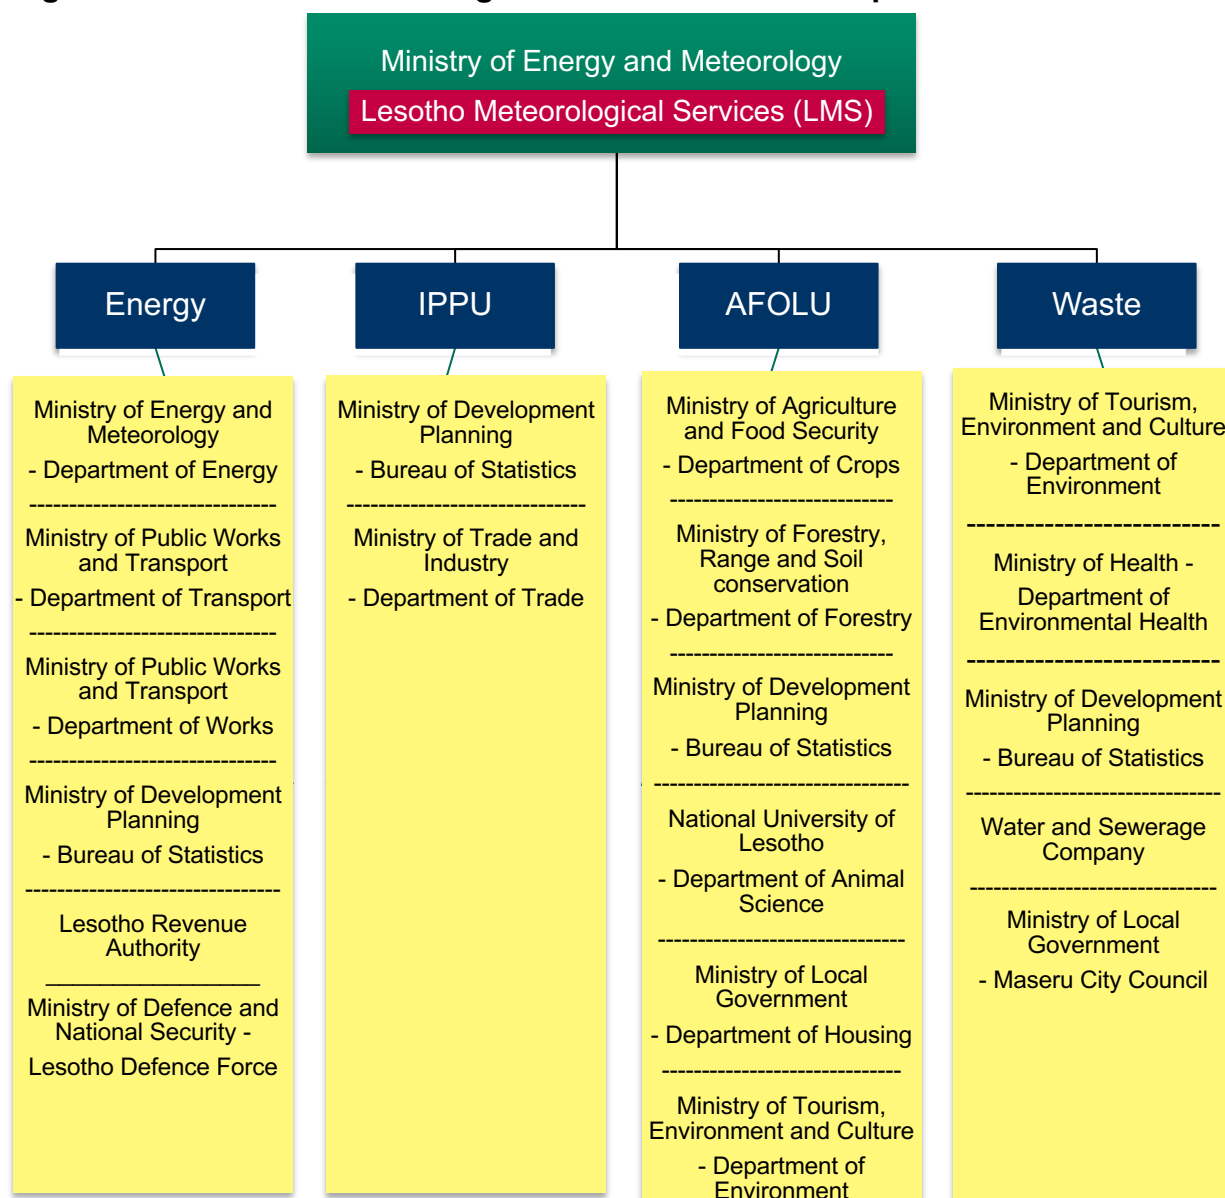 Ministry of Energy and Meteorology
Lesotho Meteorological Services (LMS)
Energy
IPPU
AFOLU
Waste
Ministry of Energy and
Meteorology
- Department of Energy
-------------------------------
Ministry of Public Works
and Transport
- Department of Transport
-------------------------------
Ministry of Public Works
and Transport
- Department of Works
-------------------------------
Ministry of Development
Planning
- Bureau of Statistics
--------------------------------
Lesotho Revenue
Authority
________________
Ministry of Defence and
National Security -
Lesotho Defence Force
Ministry of Development
Planning
- Bureau of Statistics
------------------------------
Ministry of Trade and
Industry
- Department of Trade
Ministry of Agriculture
and Food Security
- Department of Crops
----------------------------
Ministry of Forestry,
Range and Soil
conservation
- Department of Forestry
----------------------------
Ministry of Development
Planning
- Bureau of Statistics
--------------------------------
National University of
Lesotho
- Department of Animal
Science
-------------------------------
Ministry of Local
Government
- Department of Housing
------------------------------
Ministry of Tourism,
Environment and Culture
- Department of
Environment
Ministry of Tourism,
Environment and Culture
- Department of
Environment
--------------------------
Ministry of Health -
Department of
Environmental Health
--------------------------
Ministry of Development
Planning
- Bureau of Statistics
--------------------------------
Water and Sewerage
Company
-------------------------------
Ministry of Local
Government
- Maseru City Council